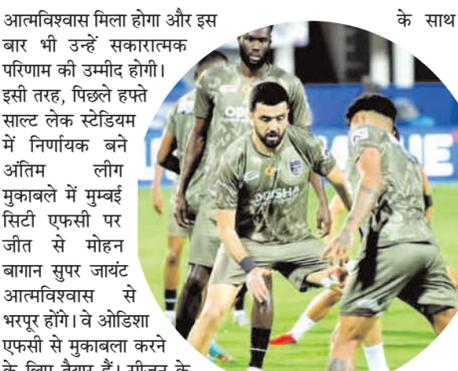 आत्मविश्वास मिला होगा और इस
बार भी उन्हें सकारात्मक
परिणाम की उम्मीद होगी।
इसी तरह, पिछले हफ्ते
साल्ट लेक स्टेडियम
में निर्णायक बने
अंतिम लीग
मुकाबले में मुम्बई
सिटी एफसी पर
जीत से मोहन
बागान सुपर जायंट
आत्मविश्वास से
भरपूर होंगे। वे ओडिशा
एफसी से मुकाबला करने
के लिए तैयार हैं। सीजन के
के साथ
ODISHA